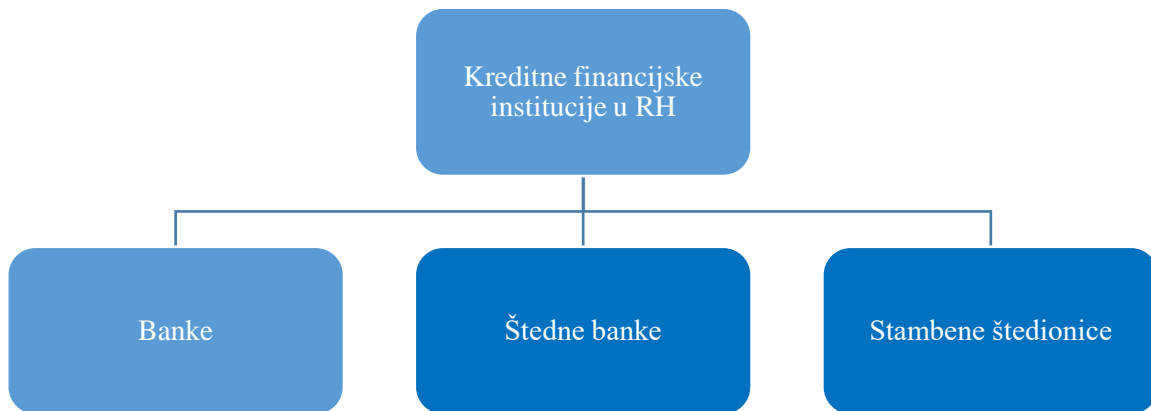 Kreditne financijske
institucije u RH
Banke
Štedne banke
Stambene štedionice